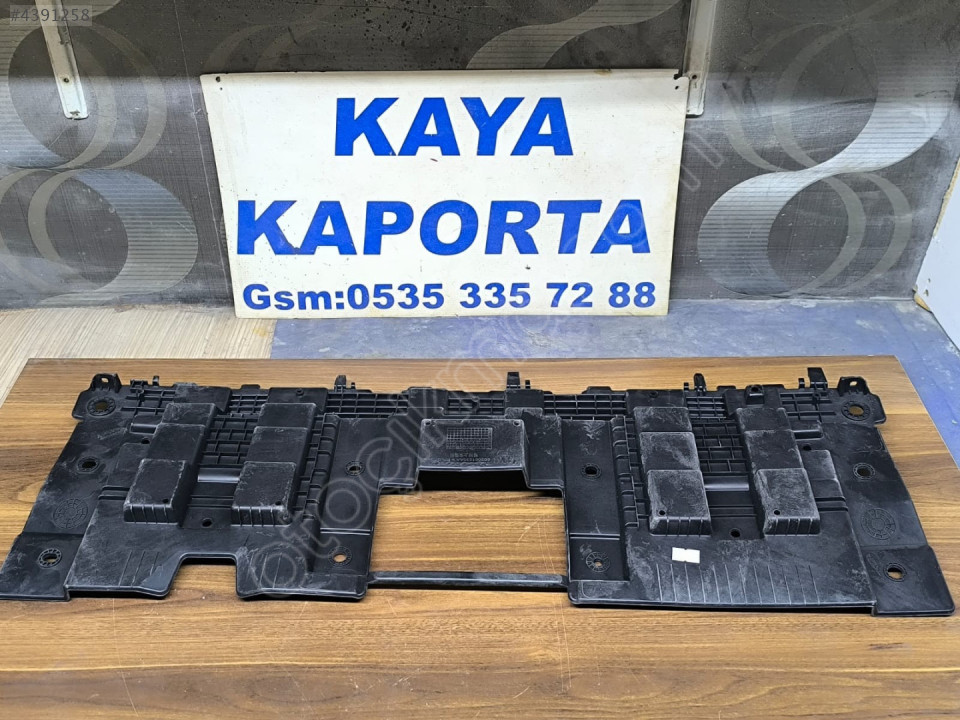 #4391258
KAYA
KAPORTA
Gsm:0535 335 72 88